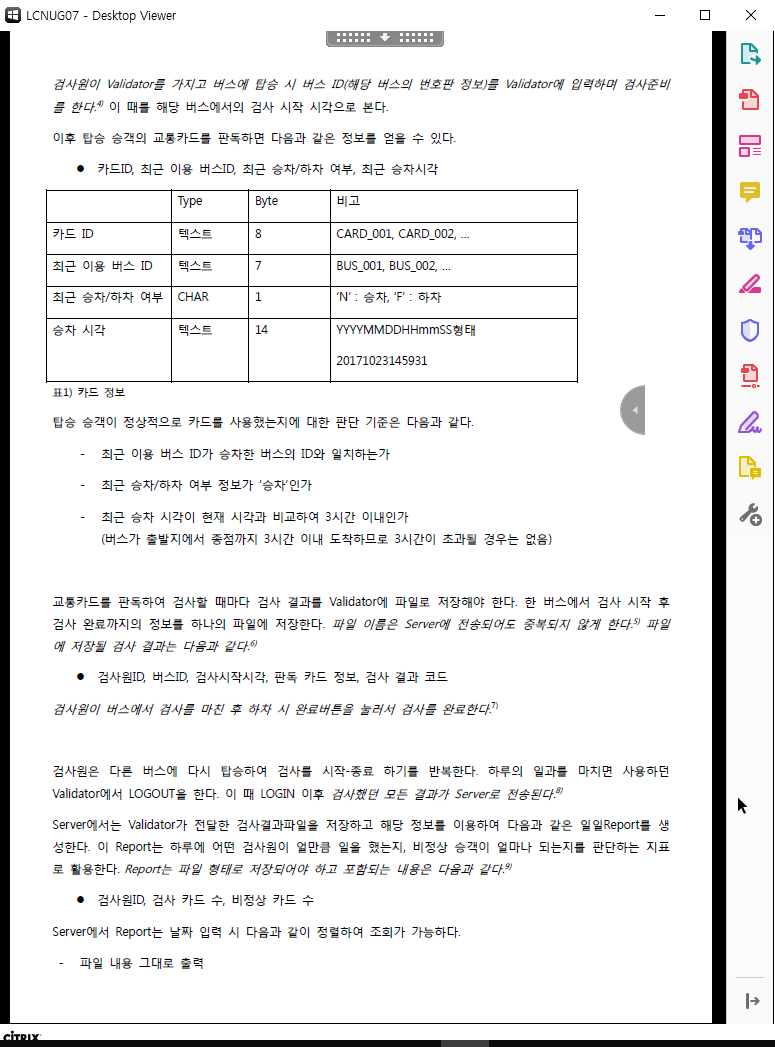 LCNUG07 - Desktop Viewer
검사원이 Validator를 가지고 버스에 탑승 시 버스 ID(해당 버스의 번호판 정보)를 Validator에 입력하며 검사준비
를 한다.4) 이 때를 해당 버스에서의 검사 시작 시각으로 본다.
이후 탑승 승객의 교통카드를 판독하면 다음과 같은 정보를 얻을 수 있다.
● 카드ID, 최근 이용 버스ID, 최근 승차/하차 여부, 최근 승차시각
Type Byte 비고
카드 ID 텍스트 8 CARD_001, CARD_002, ...
최근 이용 버스 ID 텍스트 7 BUS_001, BUS_002, ...
최근 승차/하차 여부 CHAR 1 ‘N’ : 승차, ‘F’ : 하차
승차 시각 텍스트 14 YYYYMMDDHHmmSS형태
20171023145931
표1) 카드 정보
탑승 승객이 정상적으로 카드를 사용했는지에 대한 판단 기준은 다음과 같다.
- 최근 이용 버스 ID가 승차한 버스의 ID와 일치하는가
- 최근 승차/하차 여부 정보가 ‘승차’인가
- 최근 승차 시각이 현재 시각과 비교하여 3시간 이내인가
(버스가 출발지에서 종점까지 3시간 이내 도착하므로 3시간이 초과될 경우는 없음)
교통카드를 판독하여 검사할 때마다 검사 결과를 Validator에 파일로 저장해야 한다. 한 버스에서 검사 시작 후
검사 완료까지의 정보를 하나의 파일에 저장한다. 파일 이름은 Server에 전송되어도 중복되지 않게 한다.5) 파일
에 저장될 검사 결과는 다음과 같다.6)
● 검사원ID, 버스ID, 검사시작시각, 판독 카드 정보, 검사 결과 코드
검사원이 버스에서 검사를 마친 후 하차 시 완료버튼을 눌러서 검사를 완료한다.7)
검사원은 다른 버스에 다시 탑승하여 검사를 시작-종료 하기를 반복한다. 하루의 일과를 마치면 사용하던
Validator에서 LOGOUT을 한다. 이 때 LOGIN 이후 검사했던 모든 결과가 Server로 전송된다.8)
Server에서는 Validator가 전달한 검사결과파일을 저장하고 해당 정보를 이용하여 다음과 같은 일일Report를 생
성한다. 이 Report는 하루에 어떤 검사원이 얼만큼 일을 했는지, 비정상 승객이 얼마나 되는지를 판단하는 지표
로 활용한다. Report는 파일 형태로 저장되어야 하고 포함되는 내용은 다음과 같다.9)
● 검사원ID, 검사 카드 수, 비정상 카드 수
Server에서 Report는 날짜 입력 시 다음과 같이 정렬하여 조회가 가능하다.
- 파일 내용 그대로 출력
CITRIX